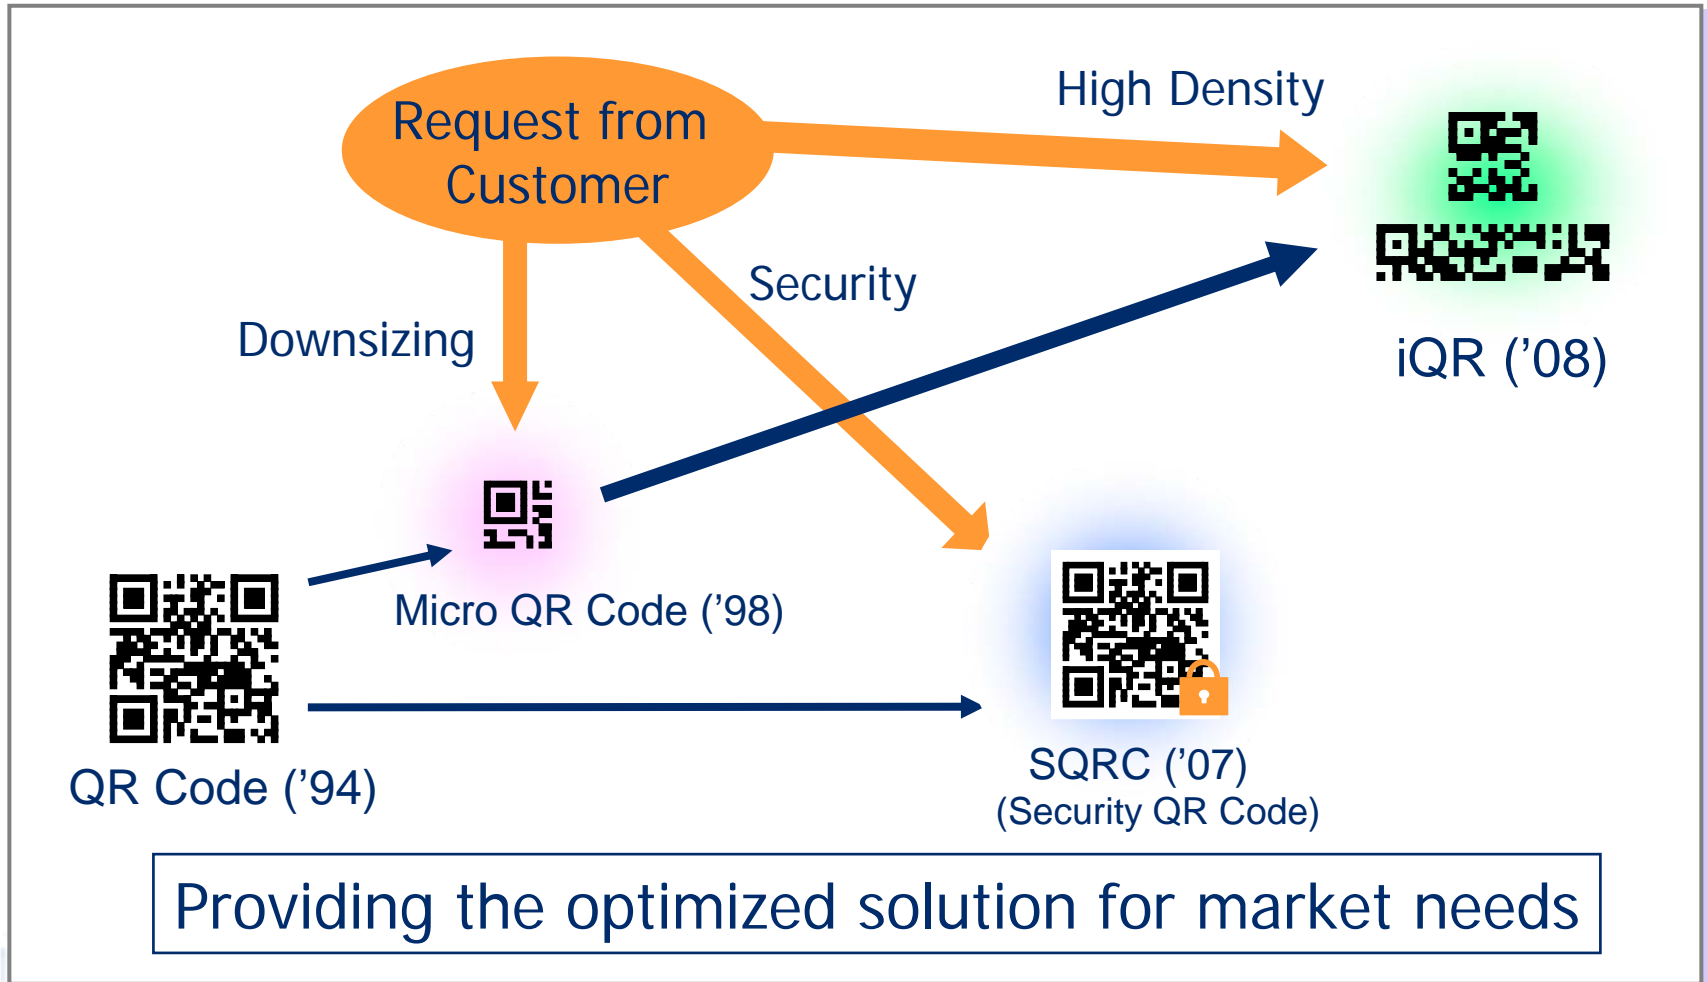 Request from
Customer
High Density
Security
Downsizing
iQR (’08)
Micro QR Code (’98)
QR Code (’94)
SQRC (’07)
(Security QR Code)
Providing the optimized solution for market needs